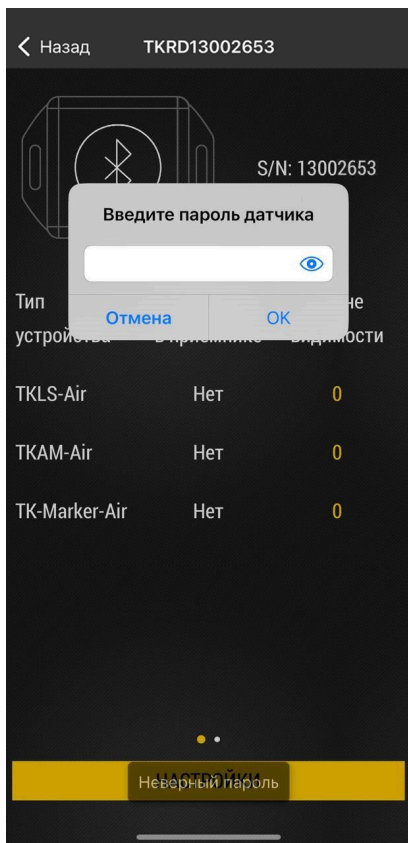 Назад TKRD13002653
S/N: 13002653
Введите пароль датчика
Тип
Отмена OK
TKLS-Air Нет 0
TKAM-Air Нет 0
TK-Marker-Air Нет 0
НАСТРОЙКИ
Неверный пароль